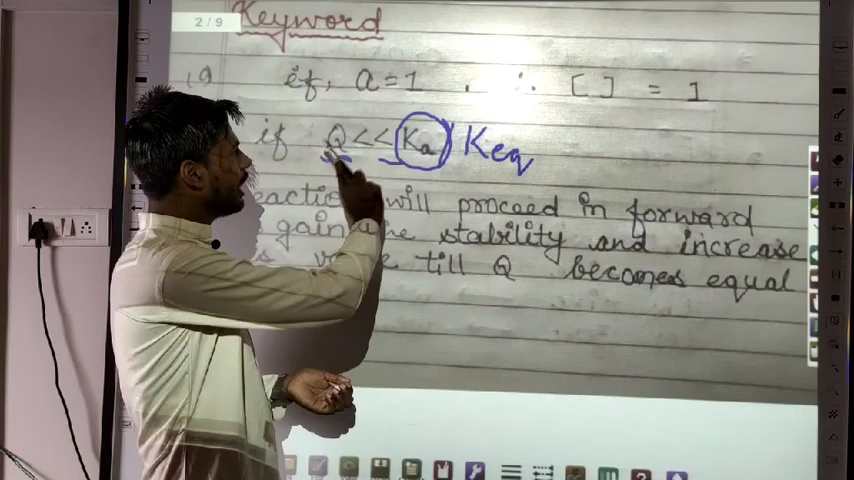 2/9
Keyword
if, a=1 . ∴ [ ] = 1
if Q << Ka Keq
will proceed in forward
gain stability and increase
till Q becomes equal